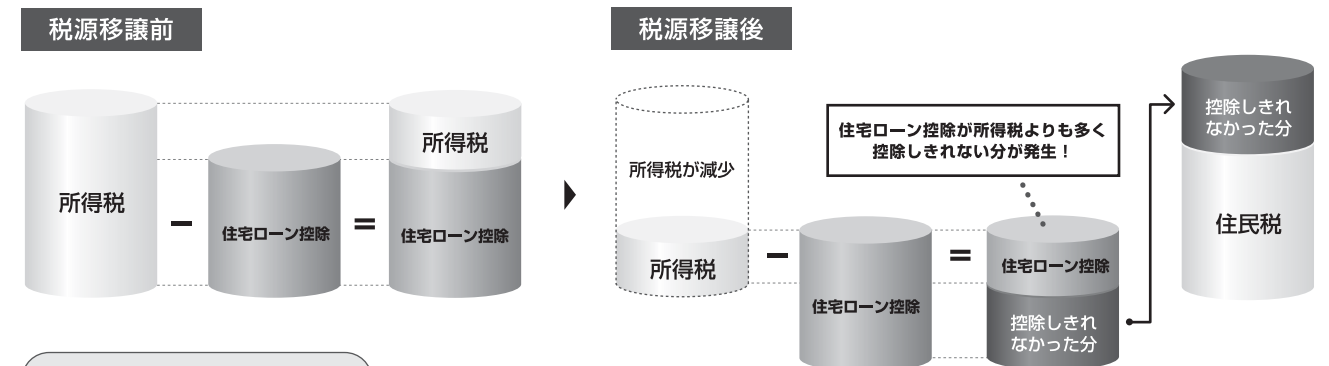 税源移譲前
所得税
－
住宅ローン控除
＝
所得税
住宅ローン控除
税源移譲後
所得税が減少
所得税
－
住宅ローン控除
＝
住宅ローン控除が所得税よりも多く
控除しきれない分が発生！
住宅ローン控除
控除しきれ
なかった分
控除しきれ
なかった分
住民税